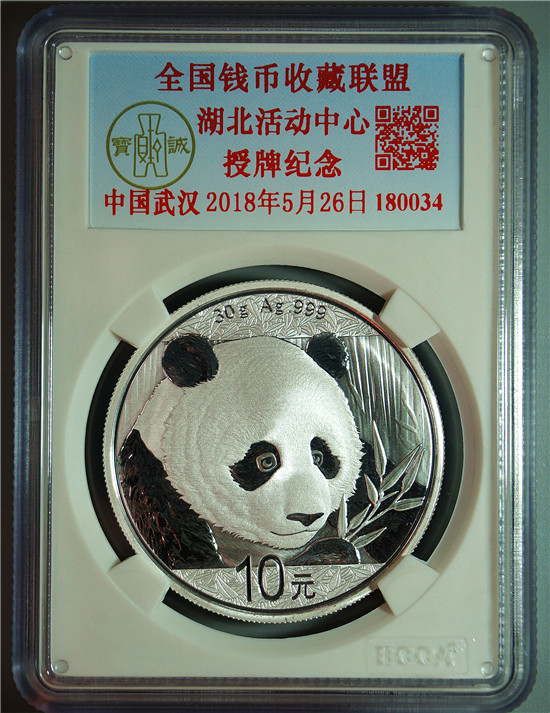 全国钱币收藏联盟
湖北活动中心
寶 誠
授牌纪念
中国武汉 2018年5月26日 180034
30g Ag.999
10元